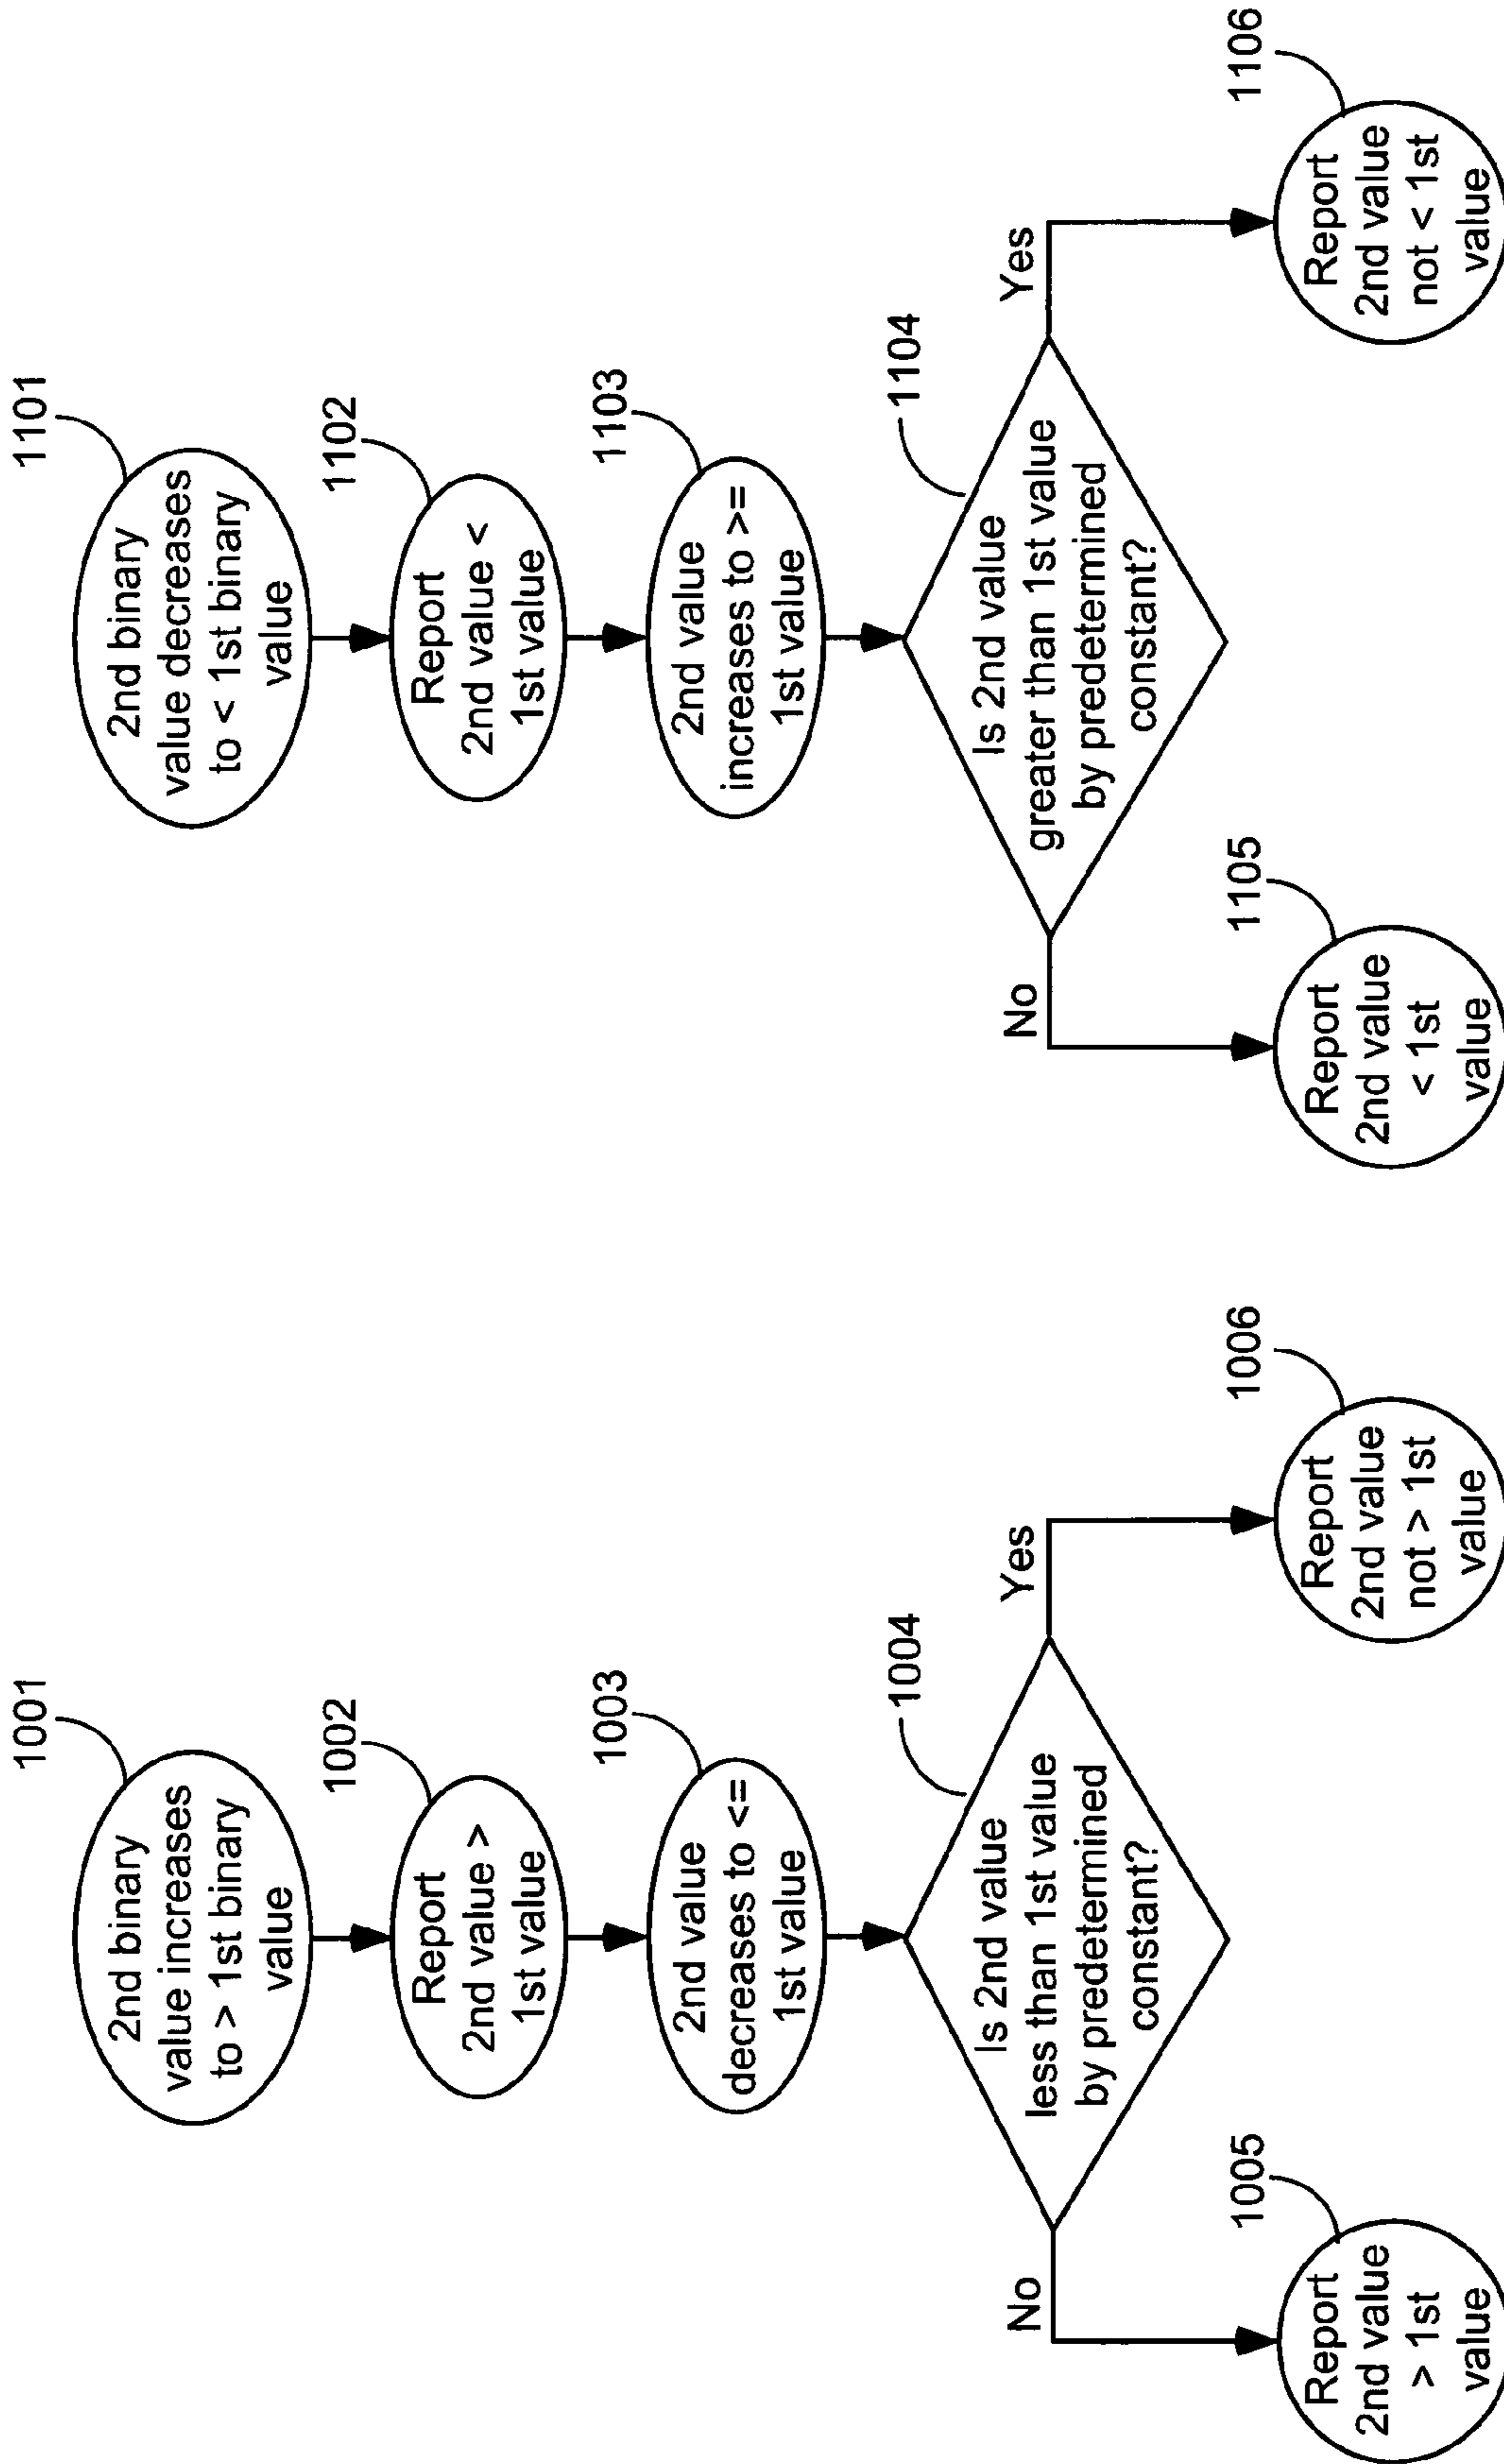 1001
2nd binary
value increases
to > 1st binary
value
1002
Report
2nd value >
1st value
1003
2nd value
decreases to <=
1st value
1004
Is 2nd value
less than 1st value
by predetermined
constant?
No
Yes
1005
Report
2nd value
> 1st
value
1006
Report
2nd value
not > 1st
value
1101
2nd binary
value decreases
to < 1st binary
value
1102
Report
2nd value <
1st value
1103
2nd value
increases to >=
1st value
1104
Is 2nd value
greater than 1st value
by predetermined
constant?
No
Yes
1105
Report
2nd value
< 1st
value
1106
Report
2nd value
not < 1st
value